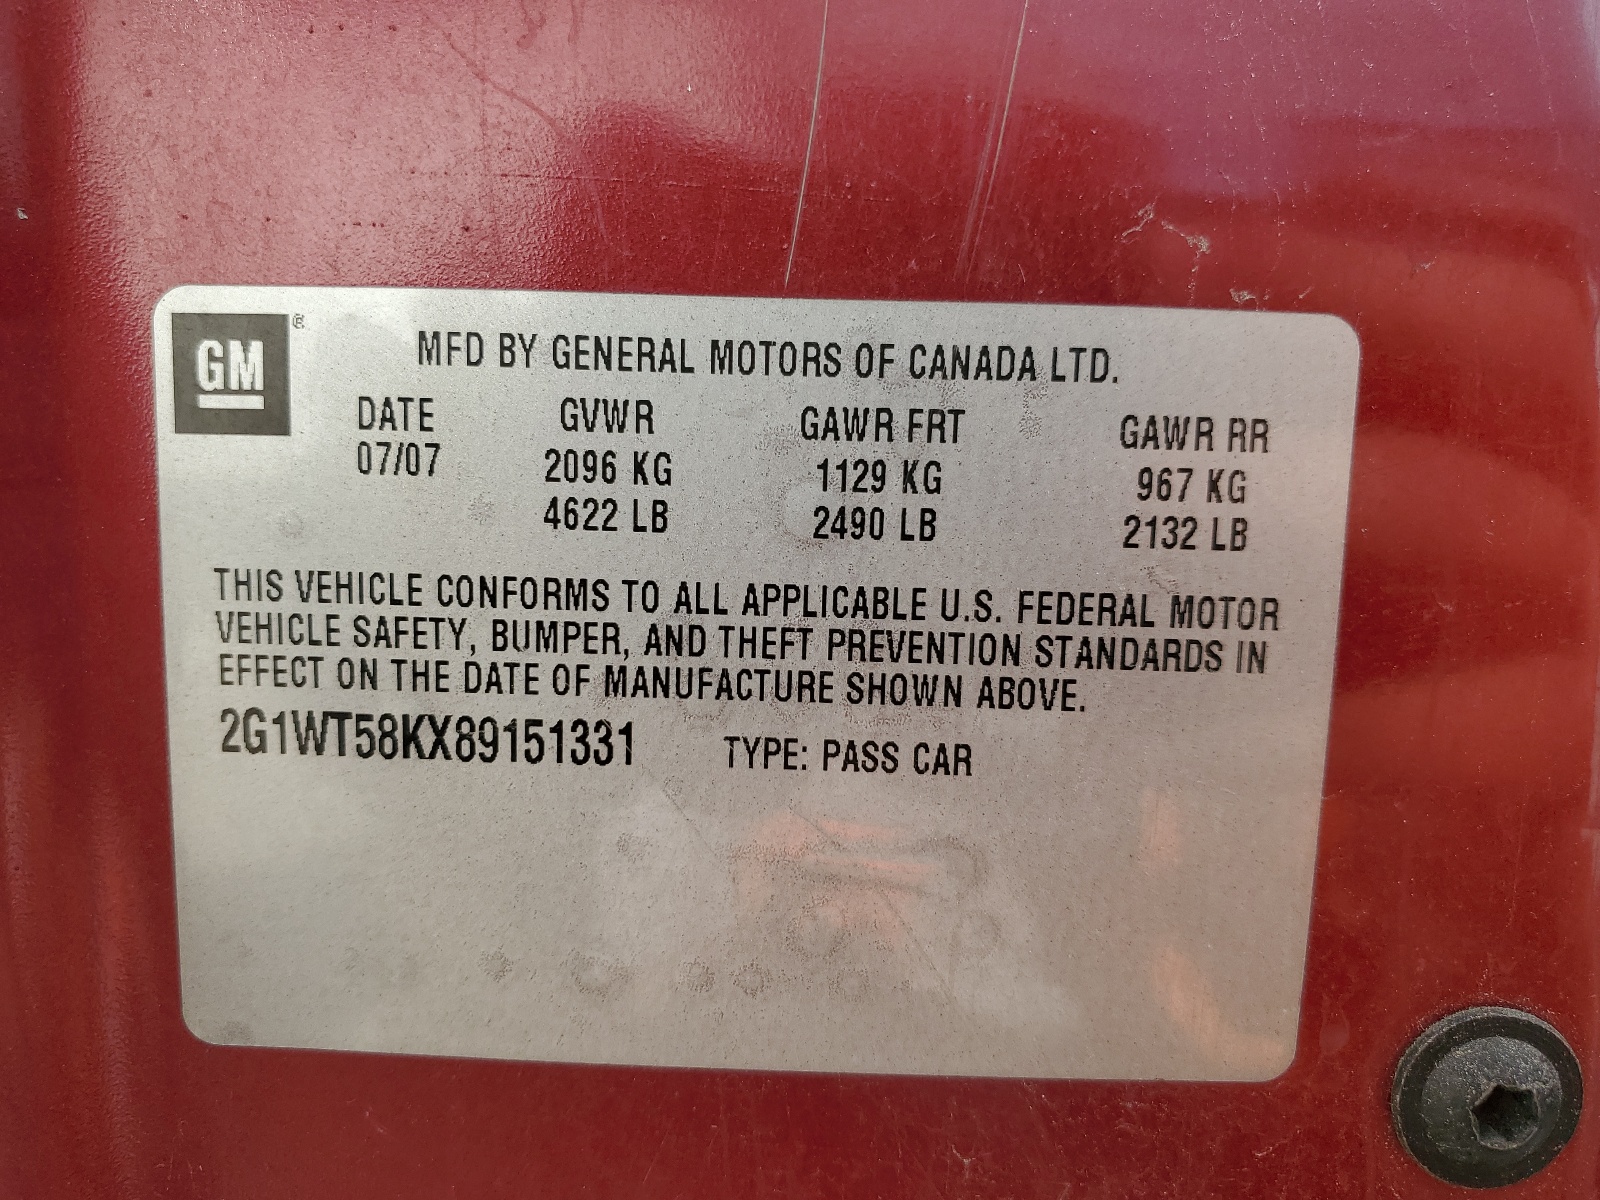 GM ®
MFD BY GENERAL MOTORS OF CANADA LTD.
DATE GVWR GAWR FRT GAWR RR
07/07 2096 KG 1129 KG 967 KG
4622 LB 2490 LB 2132 LB
THIS VEHICLE CONFORMS TO ALL APPLICABLE U.S. FEDERAL MOTOR
VEHICLE SAFETY, BUMPER, AND THEFT PREVENTION STANDARDS IN
EFFECT ON THE DATE OF MANUFACTURE SHOWN ABOVE.
2G1WT58KX89151331 TYPE: PASS CAR